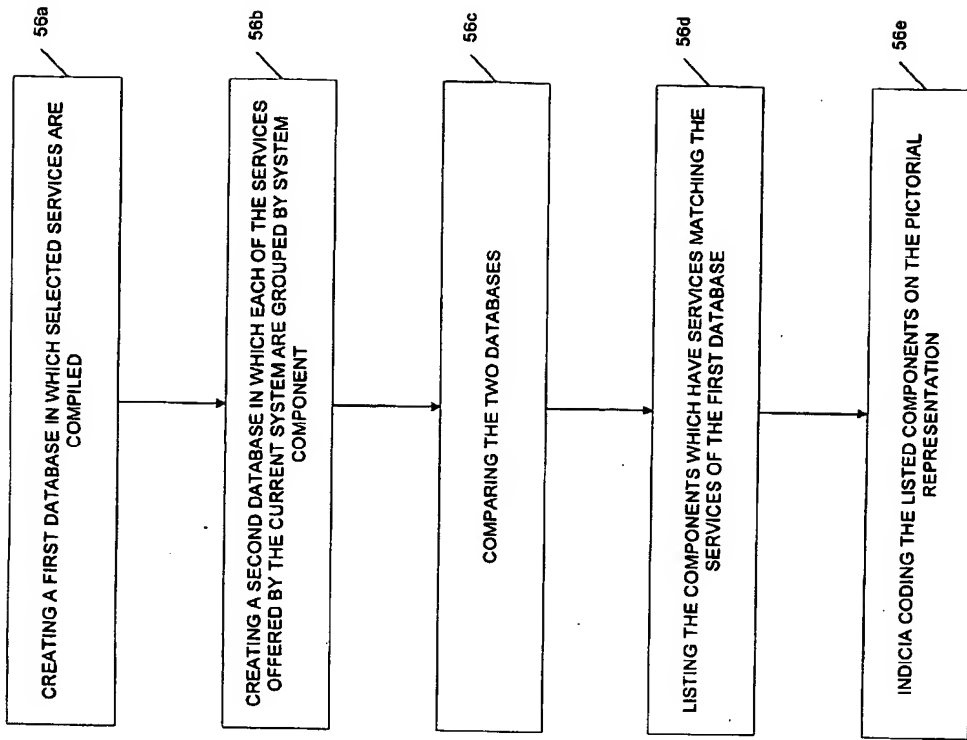 56a
CREATING A FIRST DATABASE IN WHICH SELECTED SERVICES ARE
COMPILED
56b
CREATING A SECOND DATABASE IN WHICH EACH OF THE SERVICES
OFFERED BY THE CURRENT SYSTEM ARE GROUPED BY SYSTEM
COMPONENT
56c
COMPARING THE TWO DATABASES
56d
LISTING THE COMPONENTS WHICH HAVE SERVICES MATCHING THE
SERVICES OF THE FIRST DATABASE
56e
INDICIA CODING THE LISTED COMPONENTS ON THE PICTORIAL
REPRESENTATION